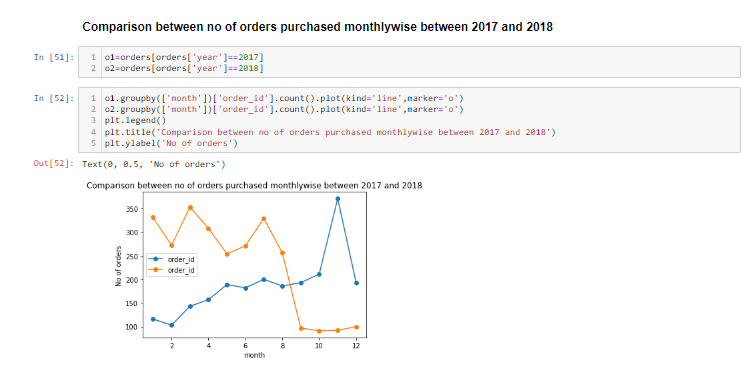 Comparison between no of orders purchased monthlywise between 2017 and 2018
In [51]:
1 o1=orders[orders['year']==2017]
2 o2=orders[orders['year']==2018]
In [52]:
1 o1.groupby(['month'])['order_id'].count().plot(kind='line',marker='o')
2 o2.groupby(['month'])['order_id'].count().plot(kind='line',marker='o')
3 plt.legend()
4 plt.title('Comparison between no of orders purchased monthlywise between 2017 and 2018')
5 plt.ylabel('No of orders')
Out[52]: Text(0, 0.5, 'No of orders')
Comparison between no of orders purchased monthlywise between 2017 and 2018
350
300
250
200
150
100
No of orders
order_id
order_id
2 4 6 8 10 12
month